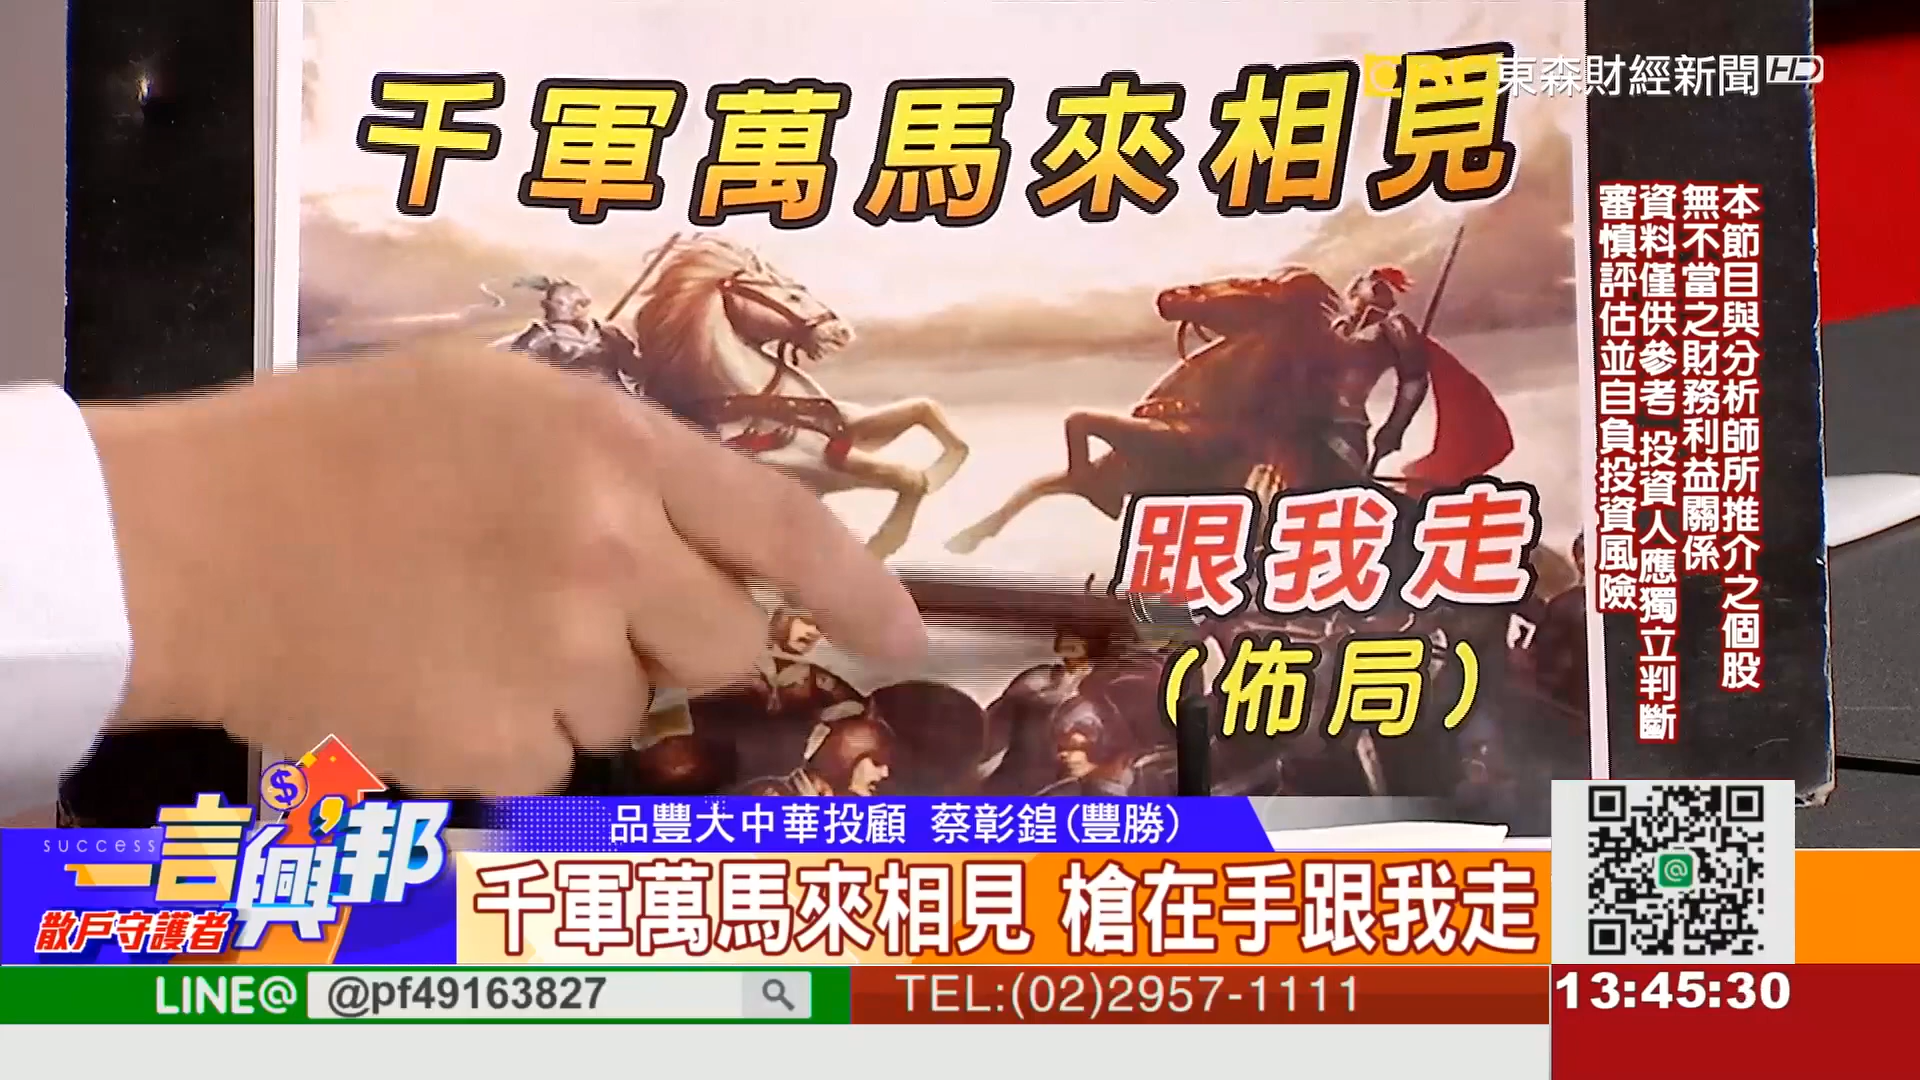 千軍萬馬來相見
東森財經新聞HD
跟我走
(佈局)
本節目與分析師所推介之個股
無不當之財務利益關係
資料僅供參考 投資人應獨立判斷
審慎評估並自負投資風險
success
一言興邦
散戶守護者
品豐大中華投顧 蔡彰鍠(豐勝)
千軍萬馬來相見 槍在手跟我走
LINE@ @pf49163827
TEL:(02)2957-1111
13:45:30